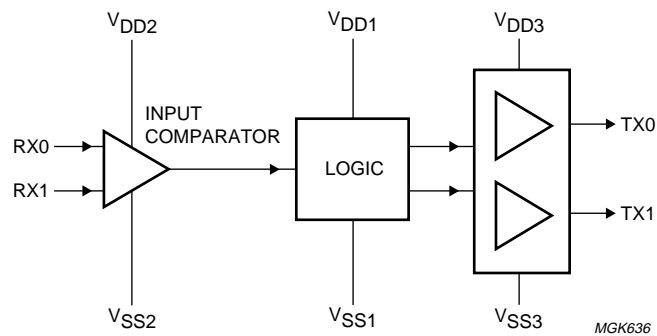 VDD2
VDD1
VDD3
INPUT
COMPARATOR
RX0
RX1
LOGIC
TX0
TX1
VSS2
VSS1
VSS3
MGK636